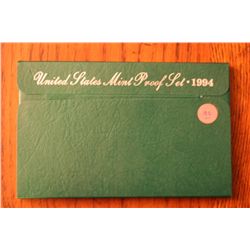 United States Mint Proof Set • 1994